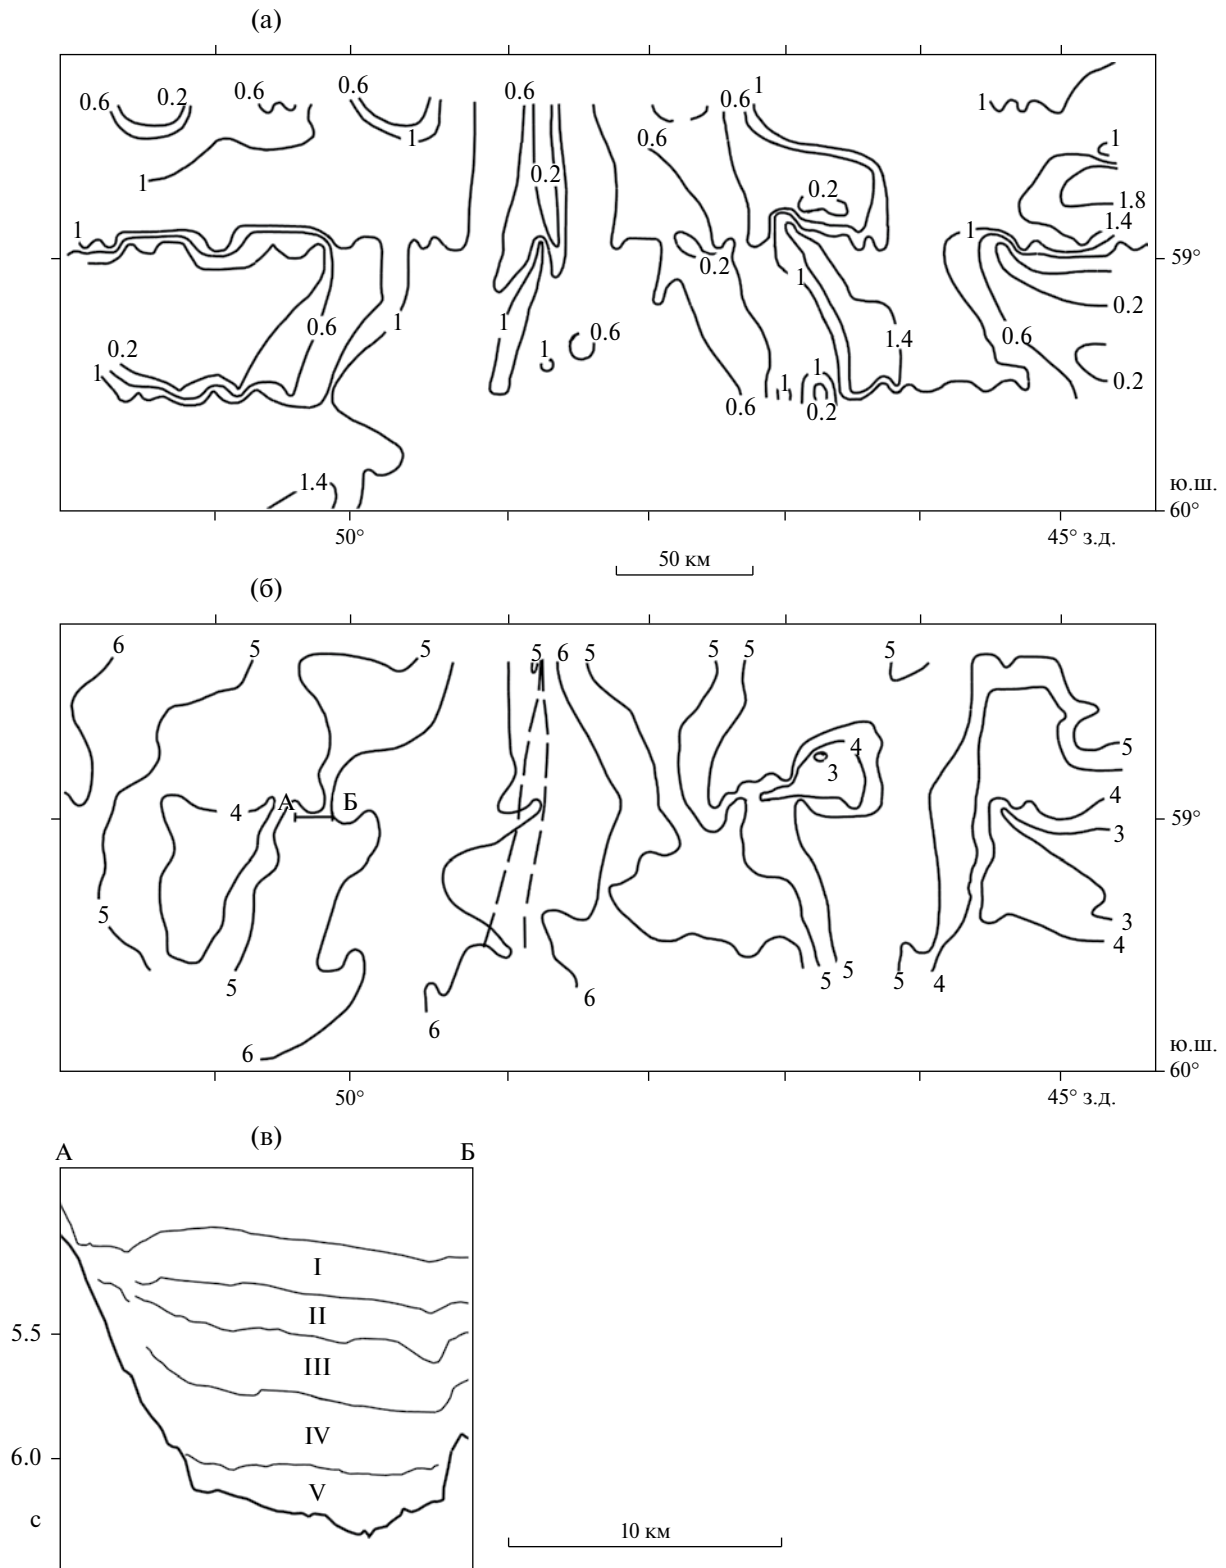 (а)
0.6 0.2 0.6 0.6 0.6 0.6 1 1
1 0.6 1
1 0.2 0.2 1.8
1 1.4
1 59°
0.2 1
0.6 1 1 0.6 1.4 0.6 0.2
0.2 1 1 0.2
1 0.6 1 0.2
1.4 ю.ш.
60°
50° 45° з.д.
50 км
(б)
6 5 5 5 6 5 5 5 5
4 5
3
4 А Б 4 59°
3
5 3
4
5 5 5 5 4
6 6
6 ю.ш.
60°
50° 45° з.д.
(в)
А Б
I
II
5.5
III
IV
6.0
V
с
10 км